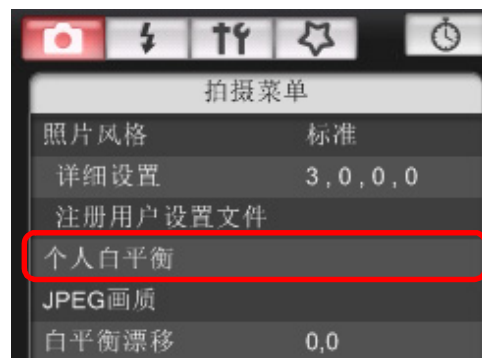 拍摄菜单
照片风格 标准
详细设置 3,0,0,0
注册用户设置文件
个人白平衡
JPEG画质
白平衡漂移 0,0